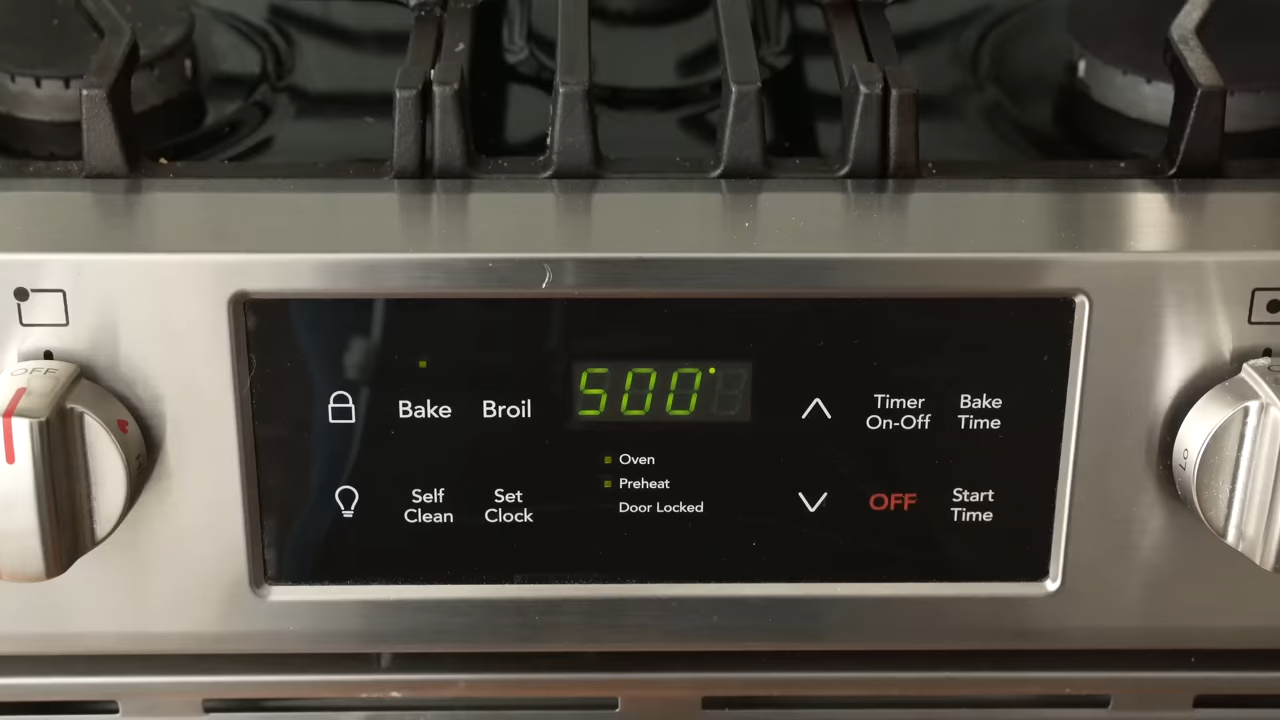 OFF
Bake
Broil
500°
Timer
On-Off
Bake
Time
Oven
Preheat
Door Locked
Self
Clean
Set
Clock
OFF
Start
Time
Lo